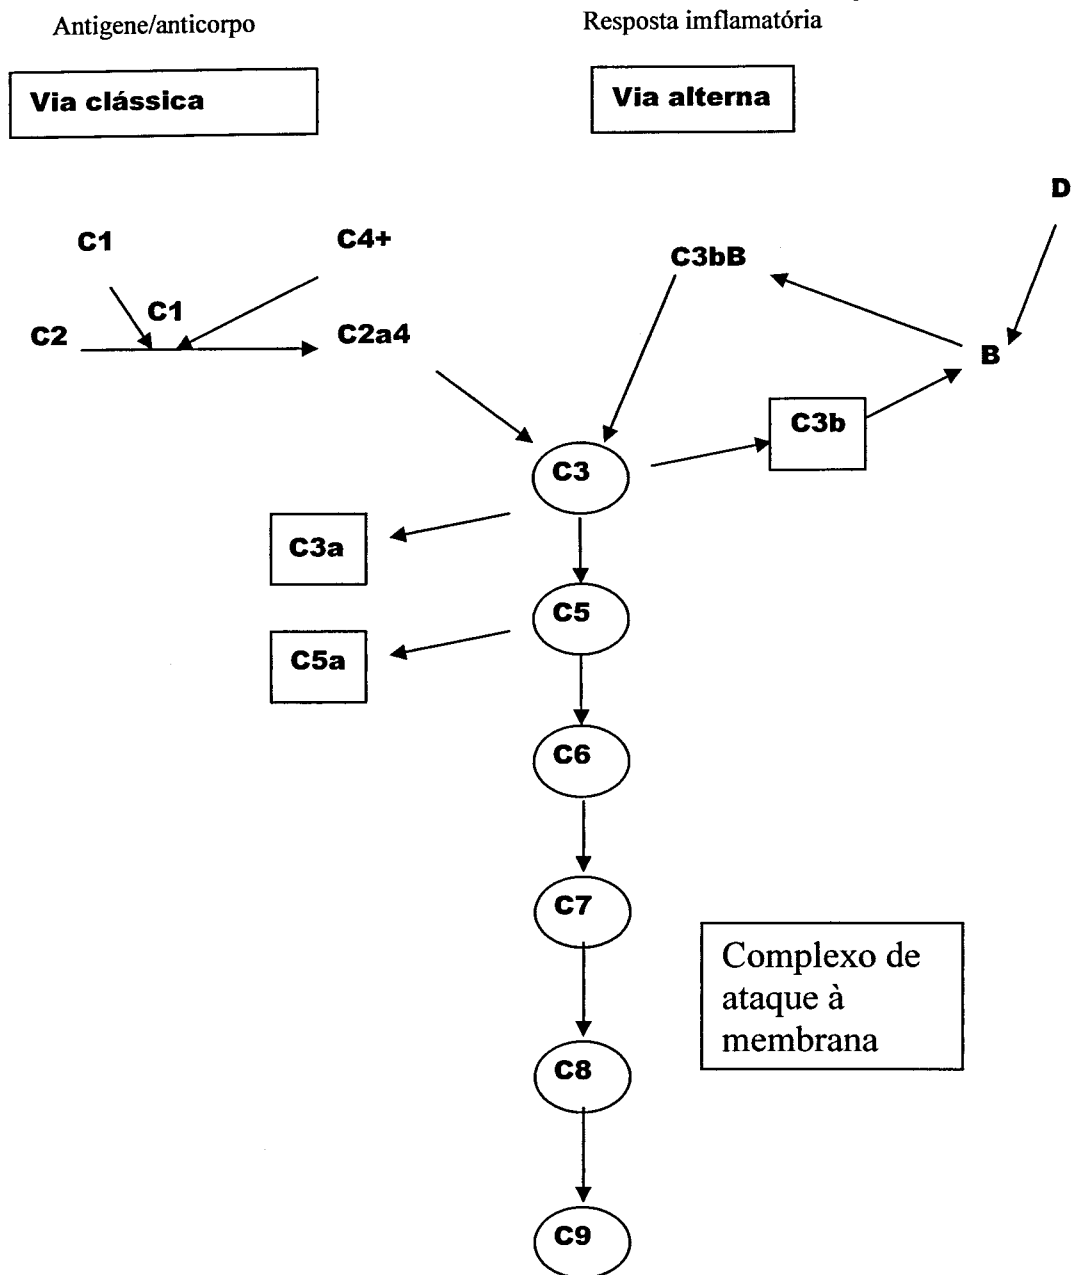 Antigene/anticorpo
Resposta imflamatória
Via clássica
Via alterna
D
C1
C4+
C3bB
C1
C2
C2a4
B
C3b
C3
C3a
C5
C5a
C6
C7
Complexo de
ataque à
membrana
C8
C9